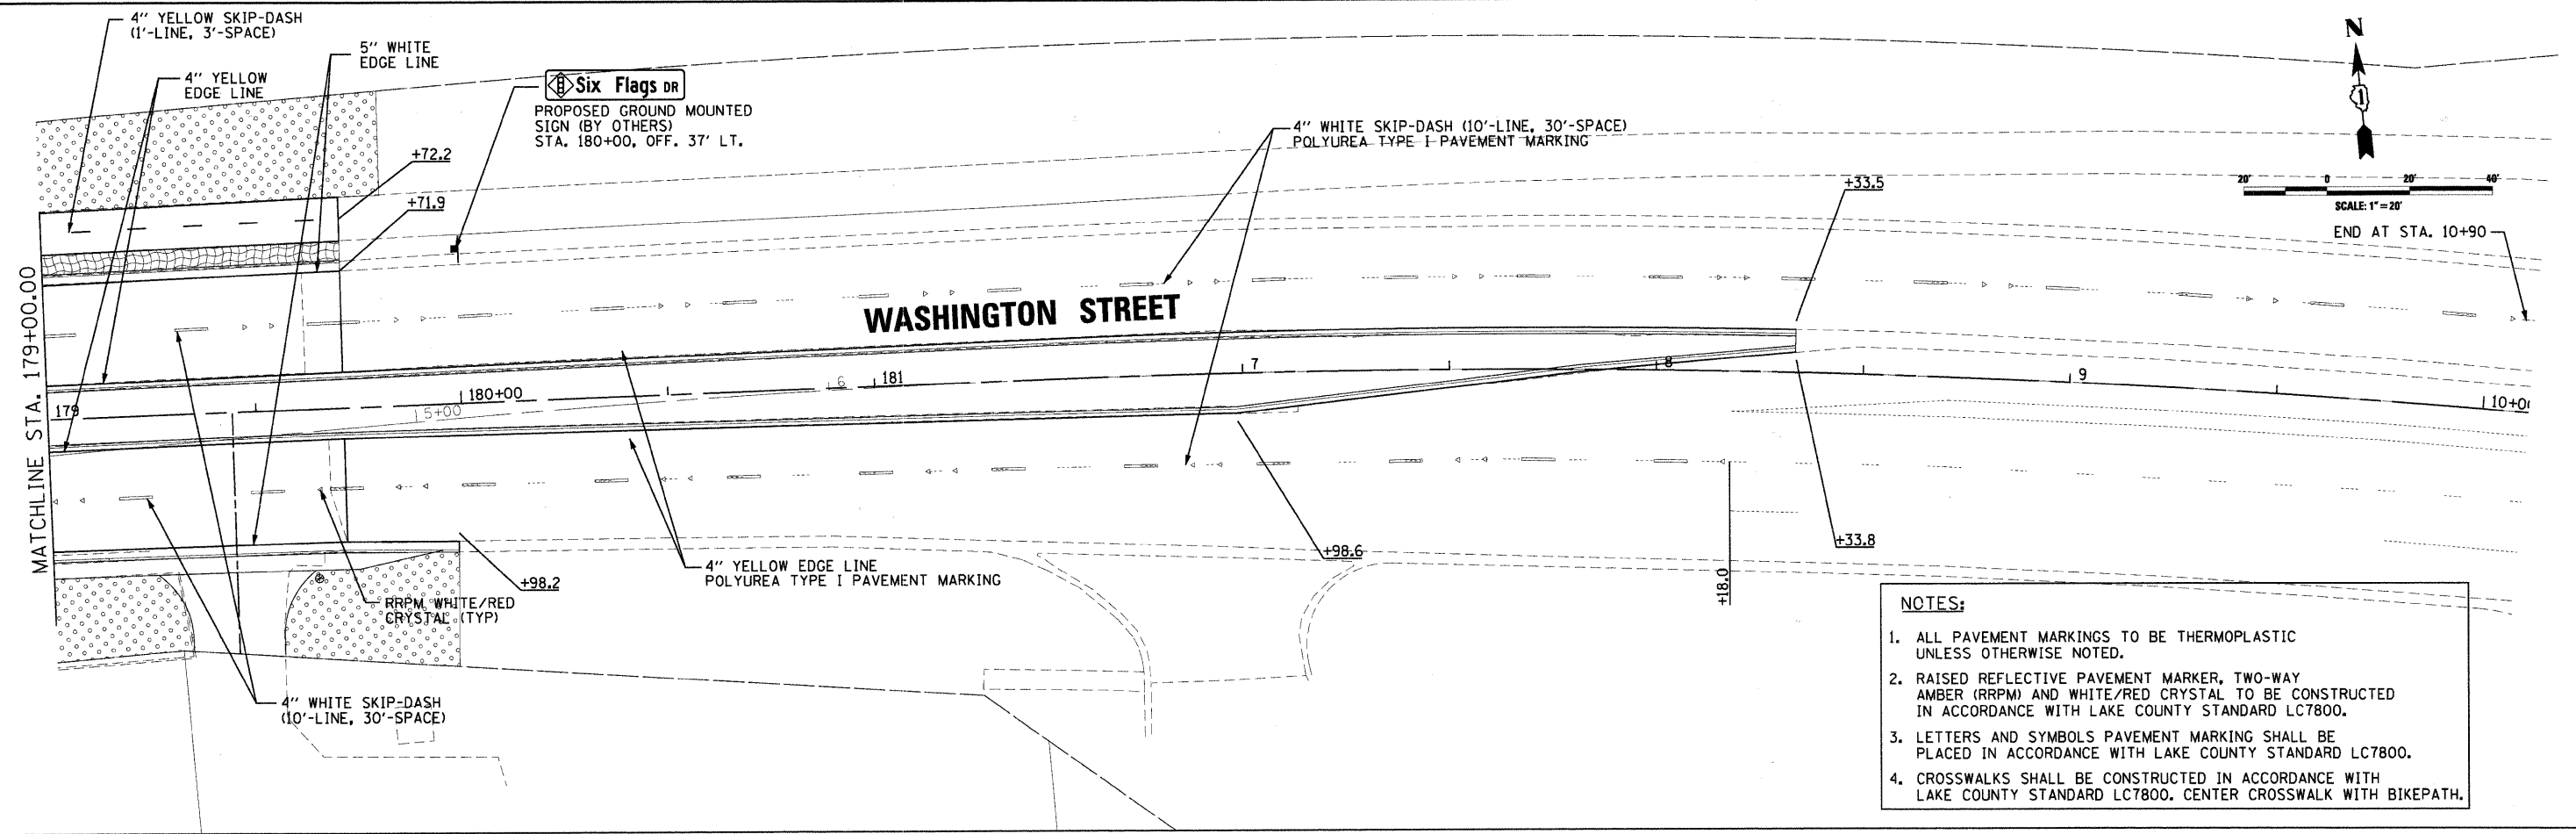 4" YELLOW SKIP-DASH
(1'-LINE, 3'-SPACE)
5" WHITE
EDGE LINE
4" YELLOW
EDGE LINE
Six Flags DR
PROPOSED GROUND MOUNTED
SIGN (BY OTHERS)
STA. 180+00, OFF. 37' LT.
4" WHITE SKIP-DASH (10'-LINE, 30'-SPACE)
POLYUREA TYPE I PAVEMENT MARKING
N
1
20' 0 20' 40'
SCALE: 1"=20'
END AT STA. 10+90
+72.2
+71.9
+33.5
WASHINGTON STREET
MATCHLINE STA. 179+00.00
179
180+00
5+00
6
181
7
8
9
10+0
+98.6
+33.8
+98.2
+18.0
4" YELLOW EDGE LINE
POLYUREA TYPE I PAVEMENT MARKING
RRPM WHITE/RED
CRYSTAL (TYP)
4" WHITE SKIP-DASH
(10'-LINE, 30'-SPACE)
NOTES:
1. ALL PAVEMENT MARKINGS TO BE THERMOPLASTIC
UNLESS OTHERWISE NOTED.
2. RAISED REFLECTIVE PAVEMENT MARKER, TWO-WAY
AMBER (RRPM) AND WHITE/RED CRYSTAL TO BE CONSTRUCTED
IN ACCORDANCE WITH LAKE COUNTY STANDARD LC7800.
3. LETTERS AND SYMBOLS PAVEMENT MARKING SHALL BE
PLACED IN ACCORDANCE WITH LAKE COUNTY STANDARD LC7800.
4. CROSSWALKS SHALL BE CONSTRUCTED IN ACCORDANCE WITH
LAKE COUNTY STANDARD LC7800. CENTER CROSSWALK WITH BIKEPATH.